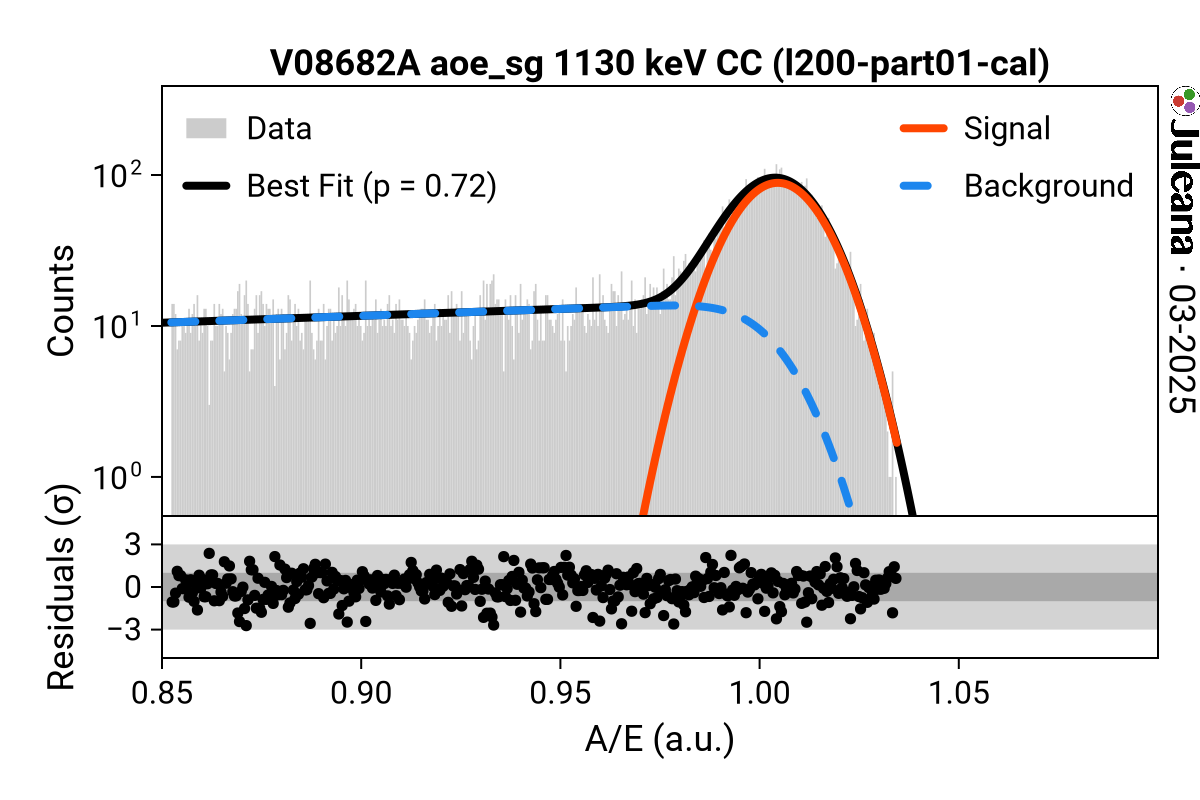 V08682A aoe_sg 1130 keV CC (l200-part01-cal)
Data
Best Fit (p = 0.72)
Signal
Background
Counts
10²
10¹
10⁰
Residuals (σ)
3
0
−3
0.85 0.90 0.95 1.00 1.05
A/E (a.u.)
Juleana · 03-2025